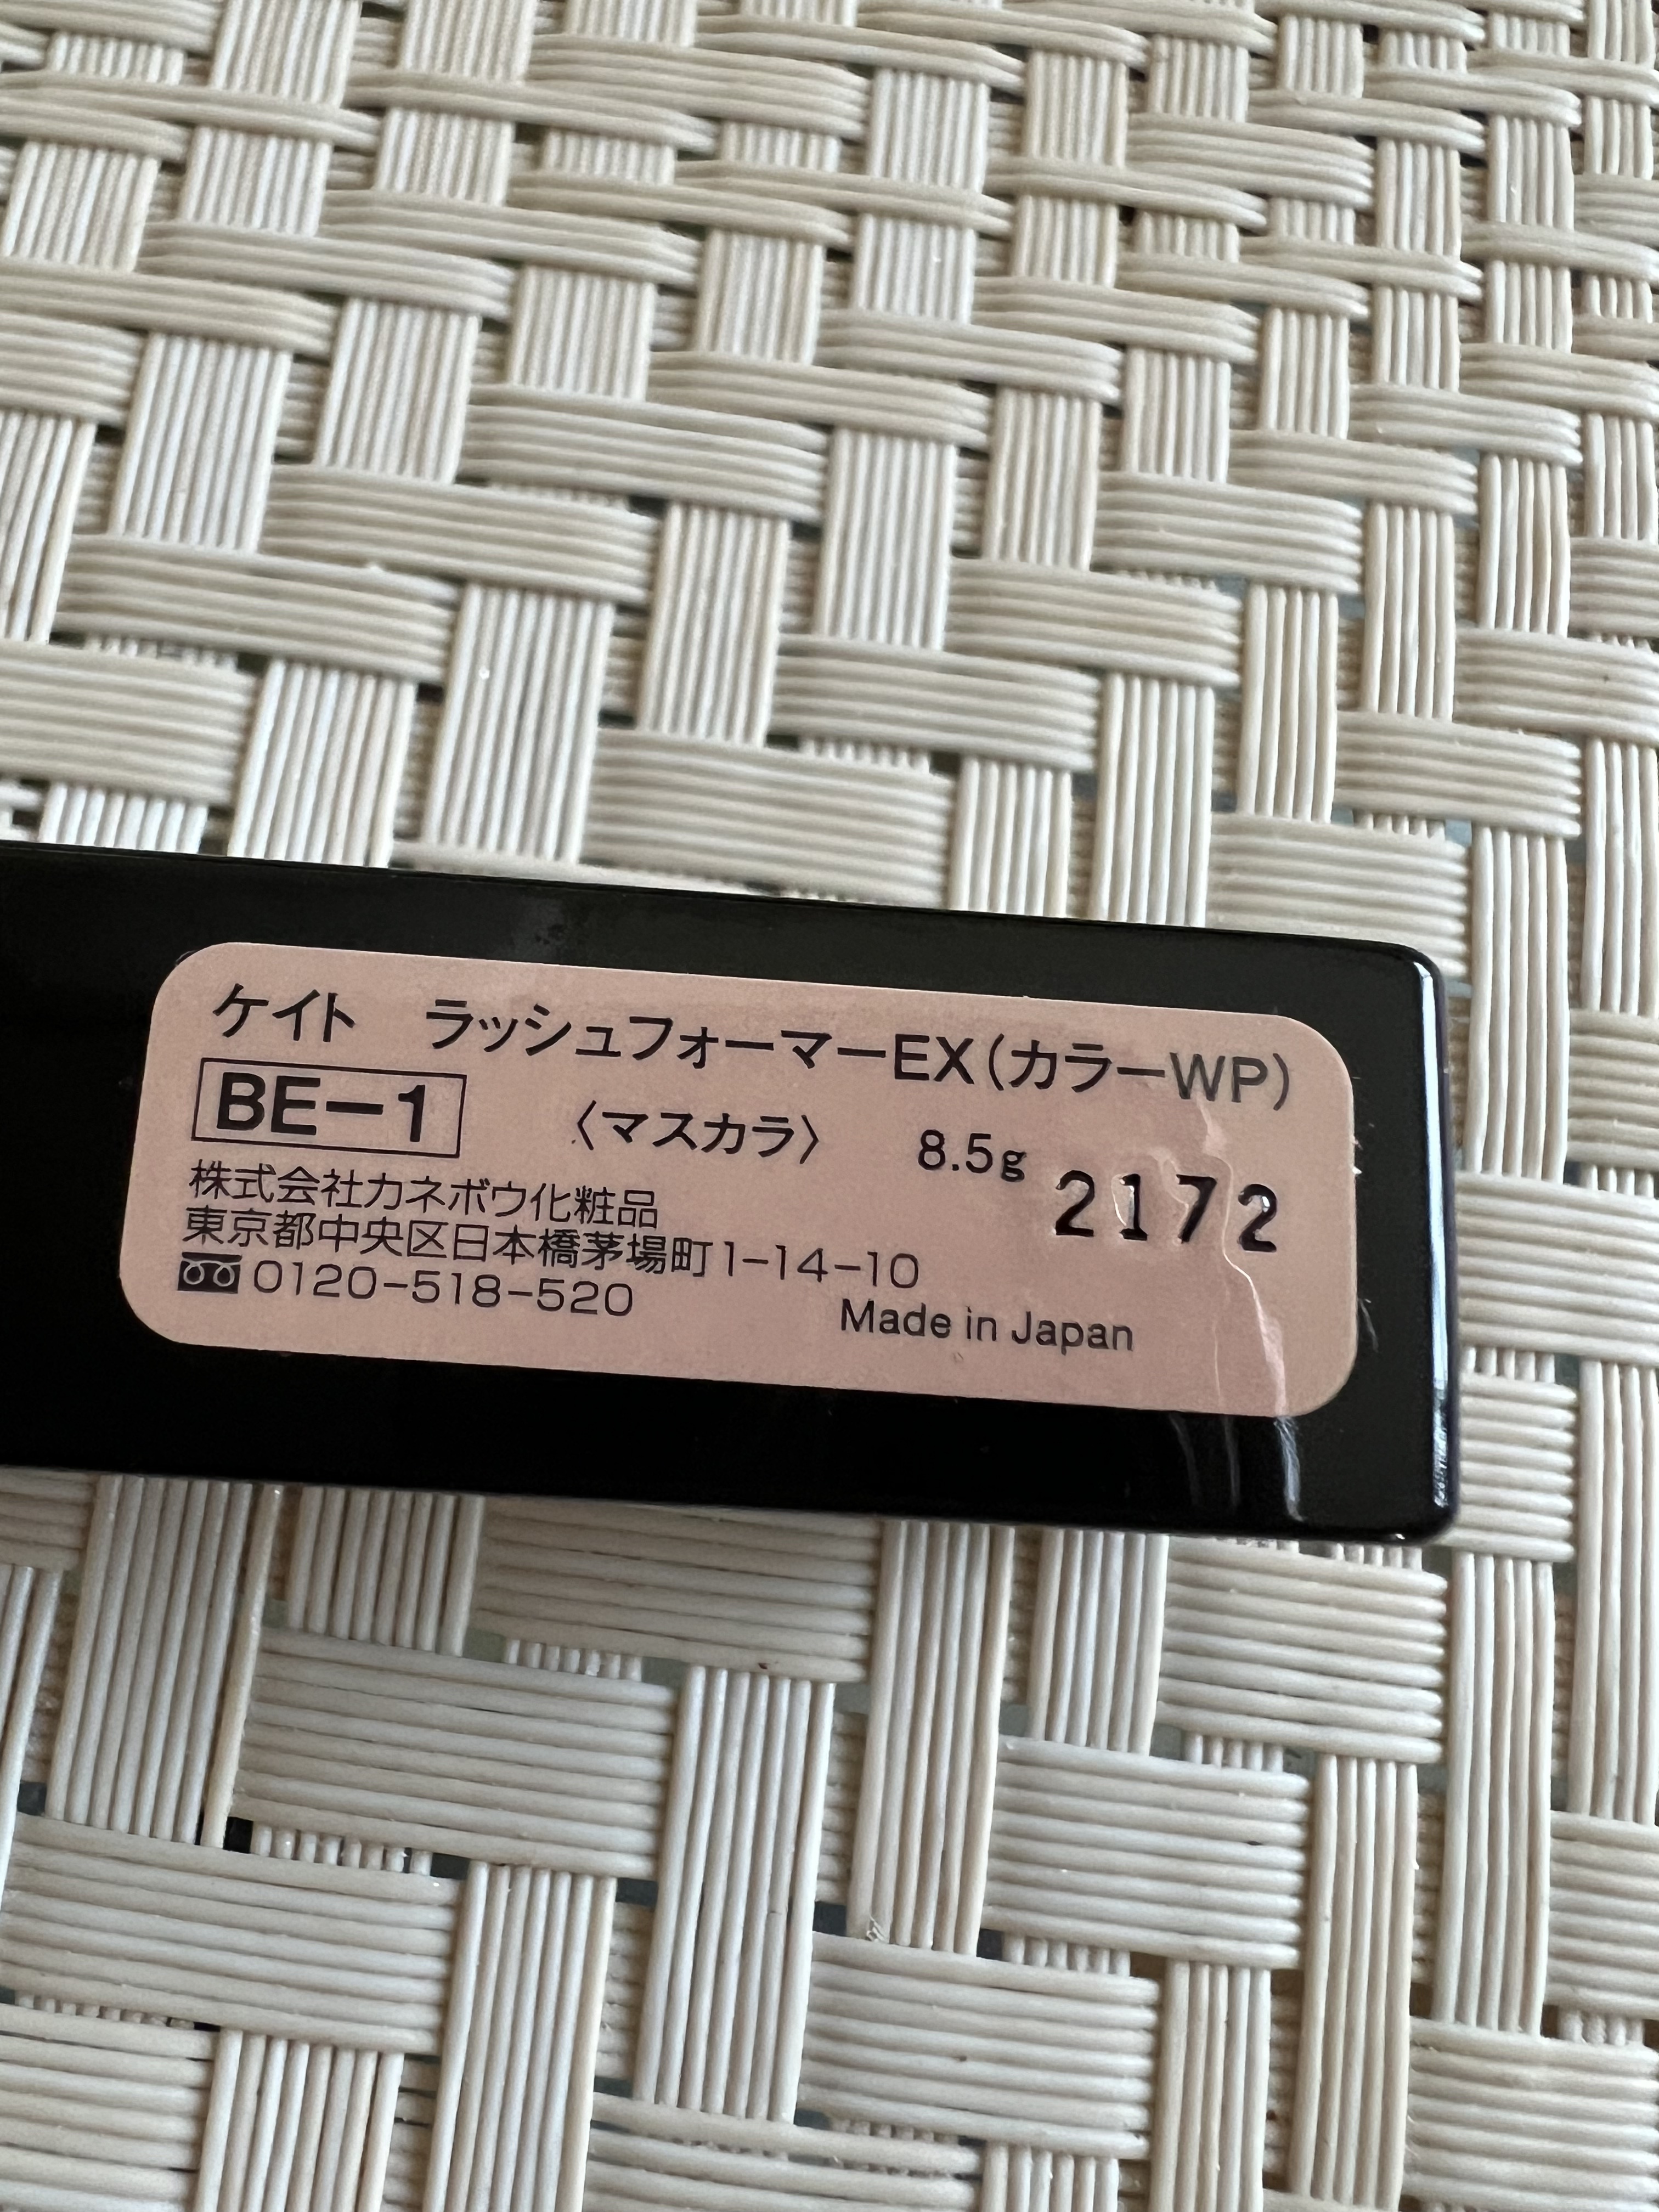 ケイト　ラッシュフォーマーEX(カラーWP)
BE-1　〈マスカラ〉　8.5g
2172
株式会社カネボウ化粧品
東京都中央区日本橋茅場町1-14-10
0120-518-520
Made in Japan